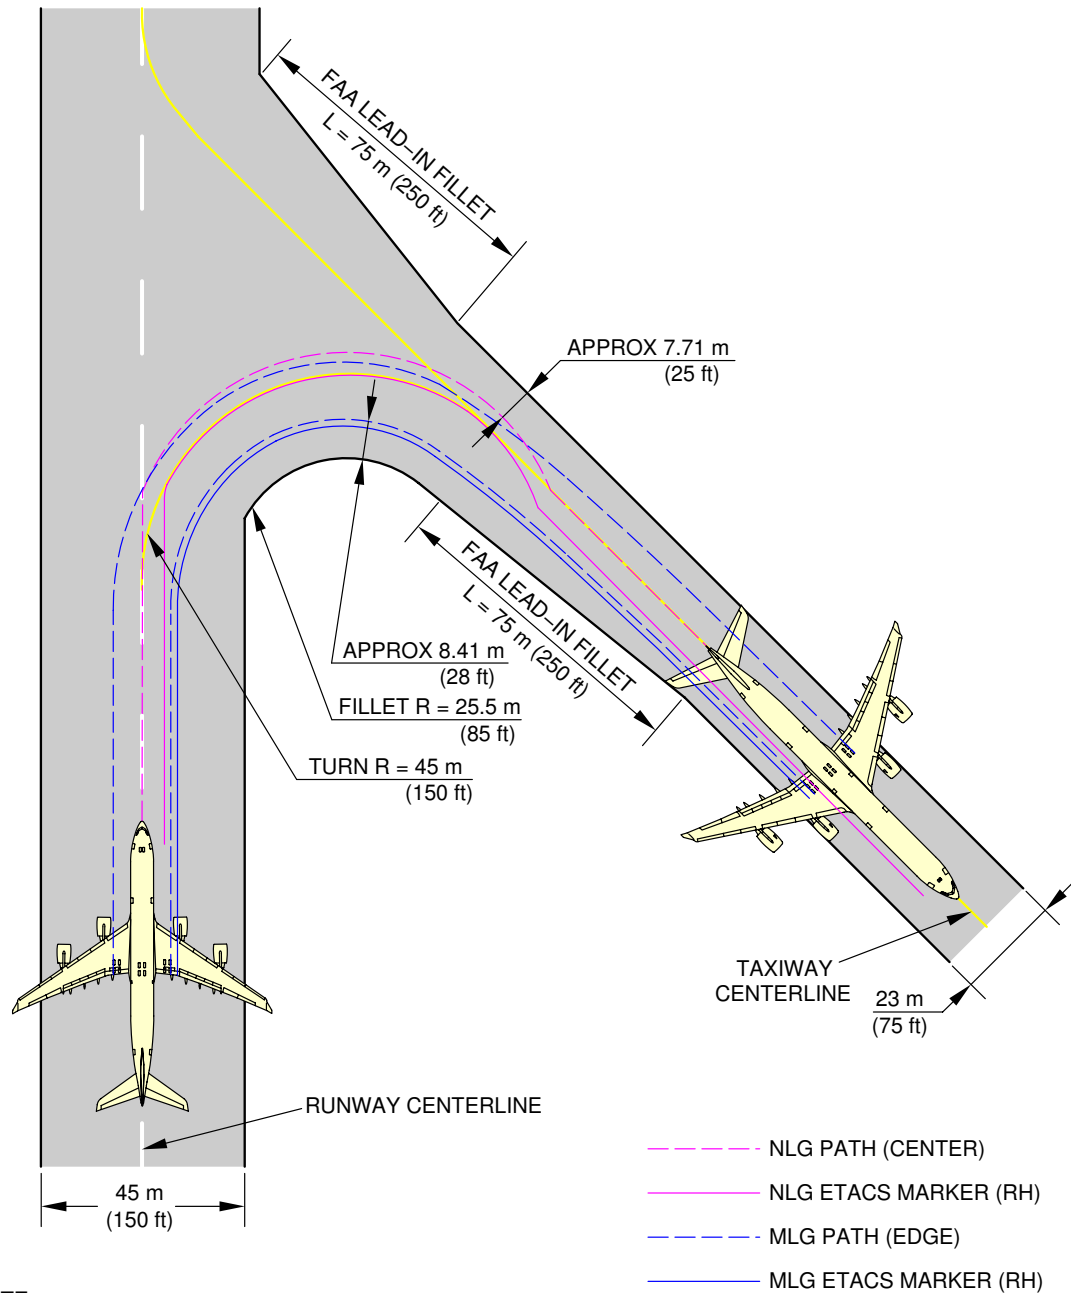 FAA LEAD–IN FILLET
L = 75 m (250 ft)
APPROX 7.71 m
(25 ft)
FAA LEAD–IN FILLET
L = 75 m (250 ft)
APPROX 8.41 m
(28 ft)
FILLET R = 25.5 m
(85 ft)
TURN R = 45 m
(150 ft)
TAXIWAY
CENTERLINE
23 m
(75 ft)
RUNWAY CENTERLINE
45 m
(150 ft)
NLG PATH (CENTER)
NLG ETACS MARKER (RH)
MLG PATH (EDGE)
MLG ETACS MARKER (RH)